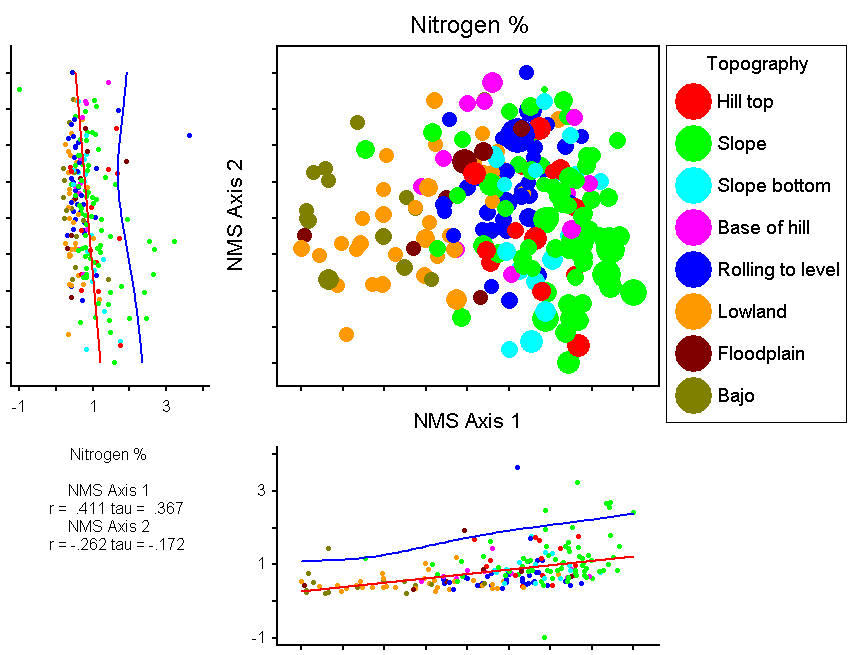 Nitrogen %
NMS Axis 2
Topography
Hill top
Slope
Slope bottom
Base of hill
Rolling to level
Lowland
Floodplain
Bajo
-1 1 3
NMS Axis 1
Nitrogen %
NMS Axis 1
r = .411 tau = .367
NMS Axis 2
r = -.262 tau = -.172
3
1
-1